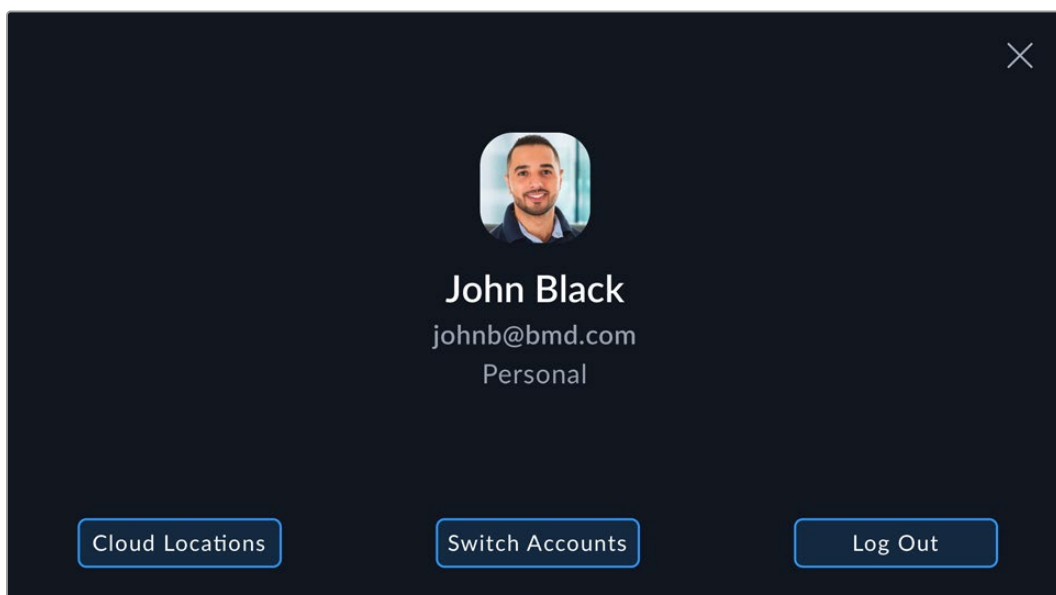 John Black
johnb@bmd.com
Personal
Cloud Locations
Switch Accounts
Log Out